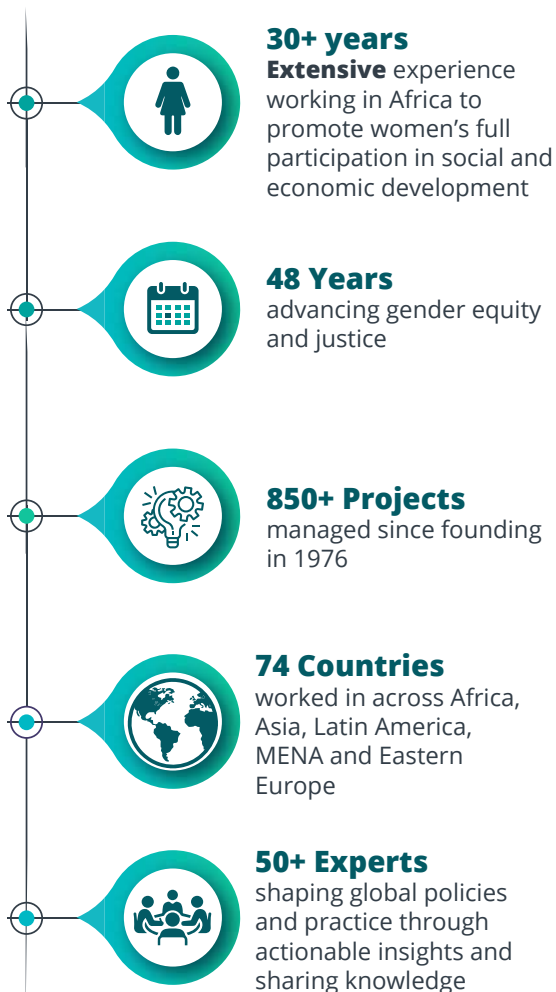 30+ years
Extensive experience
working in Africa to
promote women’s full
participation in social and
economic development
48 Years
advancing gender equity
and justice
850+ Projects
managed since founding
in 1976
74 Countries
worked in across Africa,
Asia, Latin America,
MENA and Eastern
Europe
50+ Experts
shaping global policies
and practice through
actionable insights and
sharing knowledge